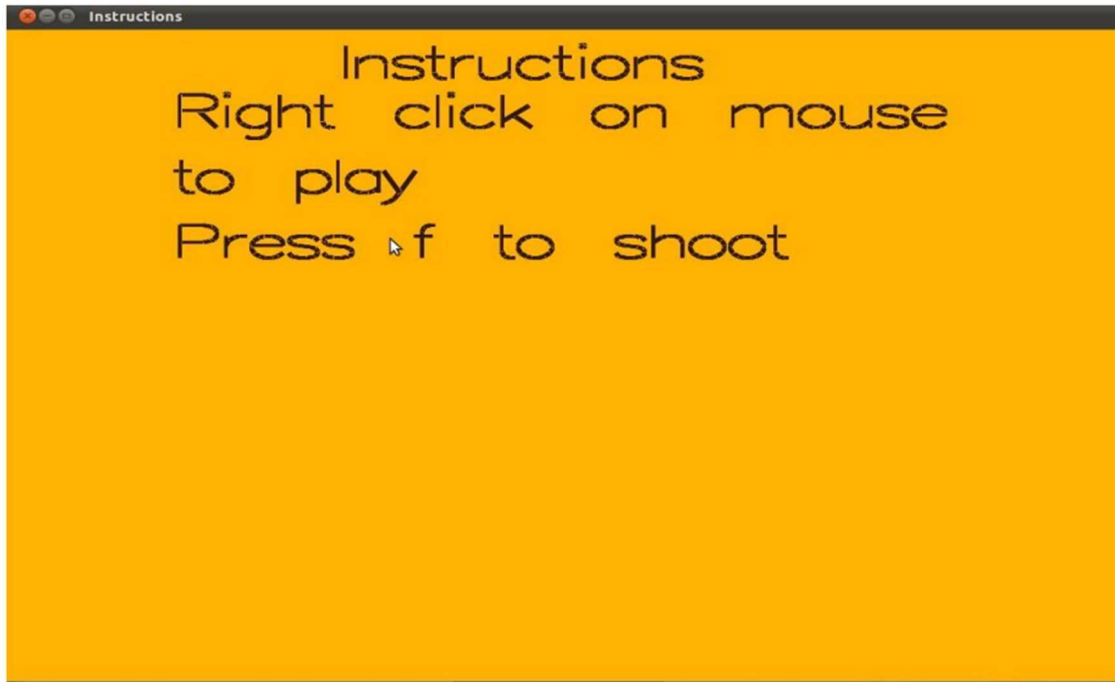 Instructions
Instructions
Right click on mouse
to play
Press f to shoot